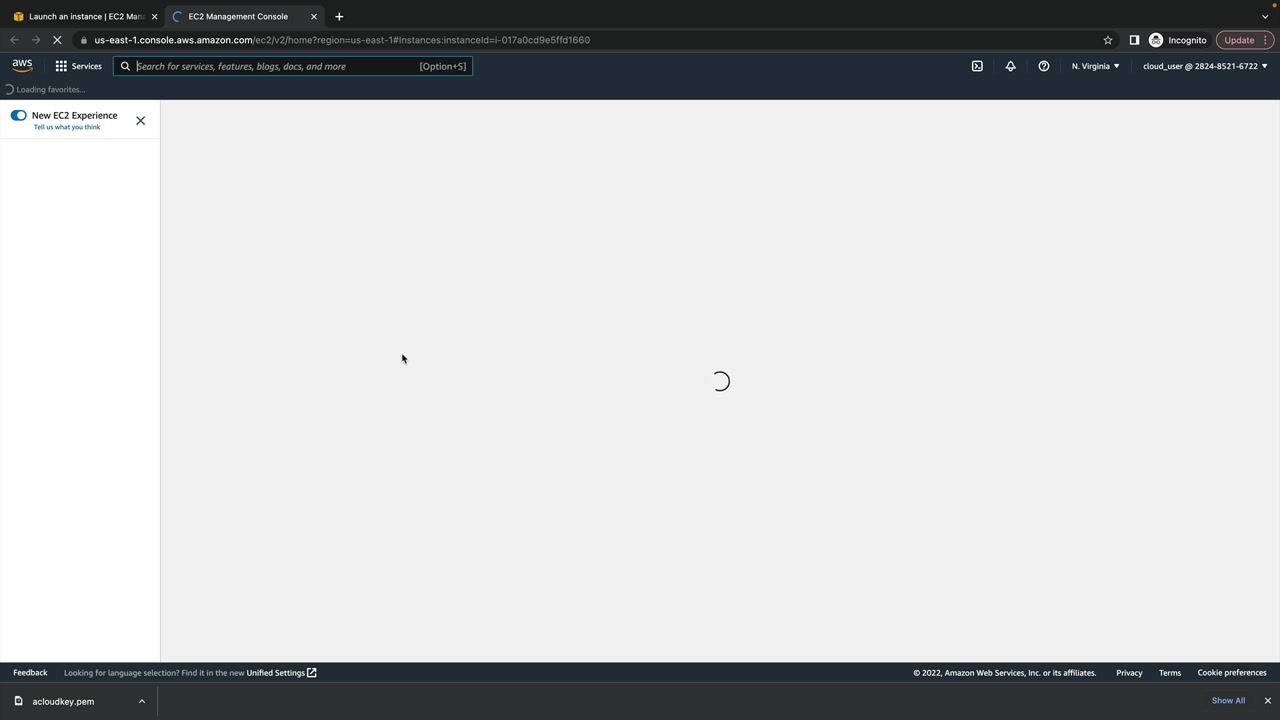 Launch an instance | EC2 Man
EC2 Management Console
us-east-1.console.aws.amazon.com/ec2/v2/home?region=us-east-1#Instances:instanceId=i-017a0cd9e5ffd1660
Incognito
Update
aws
Services
Search for services, features, blogs, docs, and more
[Option+S]
N. Virginia
cloud_user @ 2824-8521-6722
Loading favorites...
New EC2 Experience
Tell us what you think
Feedback
Looking for language selection? Find it in the new Unified Settings
© 2022, Amazon Web Services, Inc. or its affiliates.
Privacy
Terms
Cookie preferences
acloudkey.pem
Show All